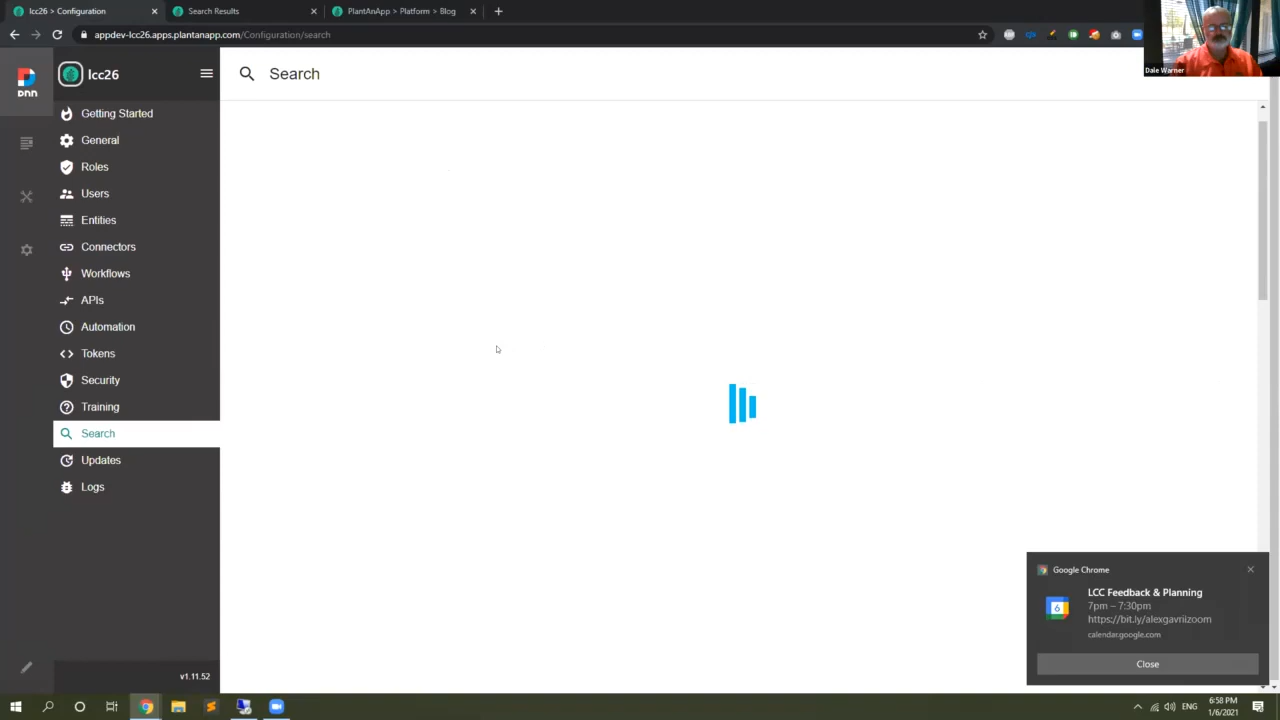 lcc26 > Configuration
Search Results
PlantAnApp > Platform > Blog
appdev-lcc26.apps.plantanapp.com/Configuration/search
Dale Warner
dnn
lcc26
Search
Getting Started
General
Roles
Users
Entities
Connectors
Workflows
APIs
Automation
Tokens
Security
Training
Search
Updates
Logs
v1.11.52
Google Chrome
LCC Feedback & Planning
7pm – 7:30pm
https://bit.ly/alexgavriizoom
calendar.google.com
6
Close
ENG
6:58 PM
1/6/2021